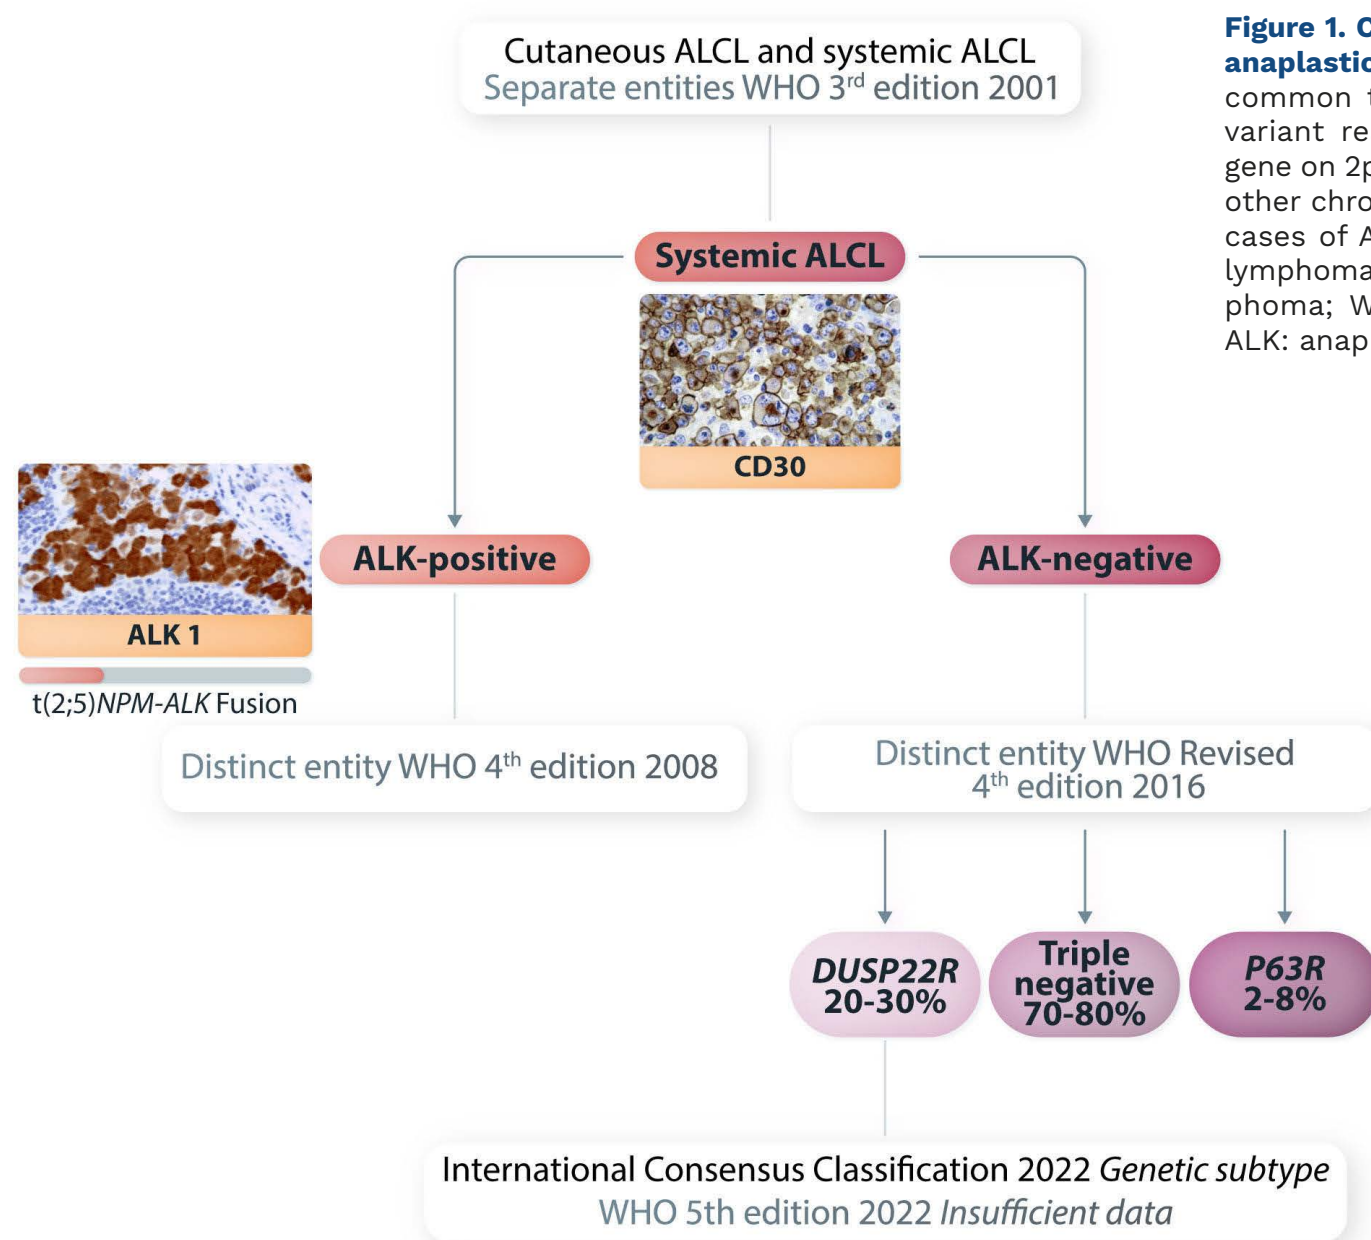 Cutaneous ALCL and systemic ALCL
Separate entities WHO 3rd edition 2001
Figure 1.
anaplastic
common
variant
gene on
other
cases of
lymphoma
phoma;
ALK:
Systemic ALCL
CD30
ALK 1
t(2;5)NPM-ALK Fusion
ALK-positive
ALK-negative
Distinct entity WHO 4th edition 2008
Distinct entity WHO Revised
4th edition 2016
DUSP22R
20-30%
Triple
negative
70-80%
P63R
2-8%
International Consensus Classification 2022 Genetic subtype
WHO 5th edition 2022 Insufficient data